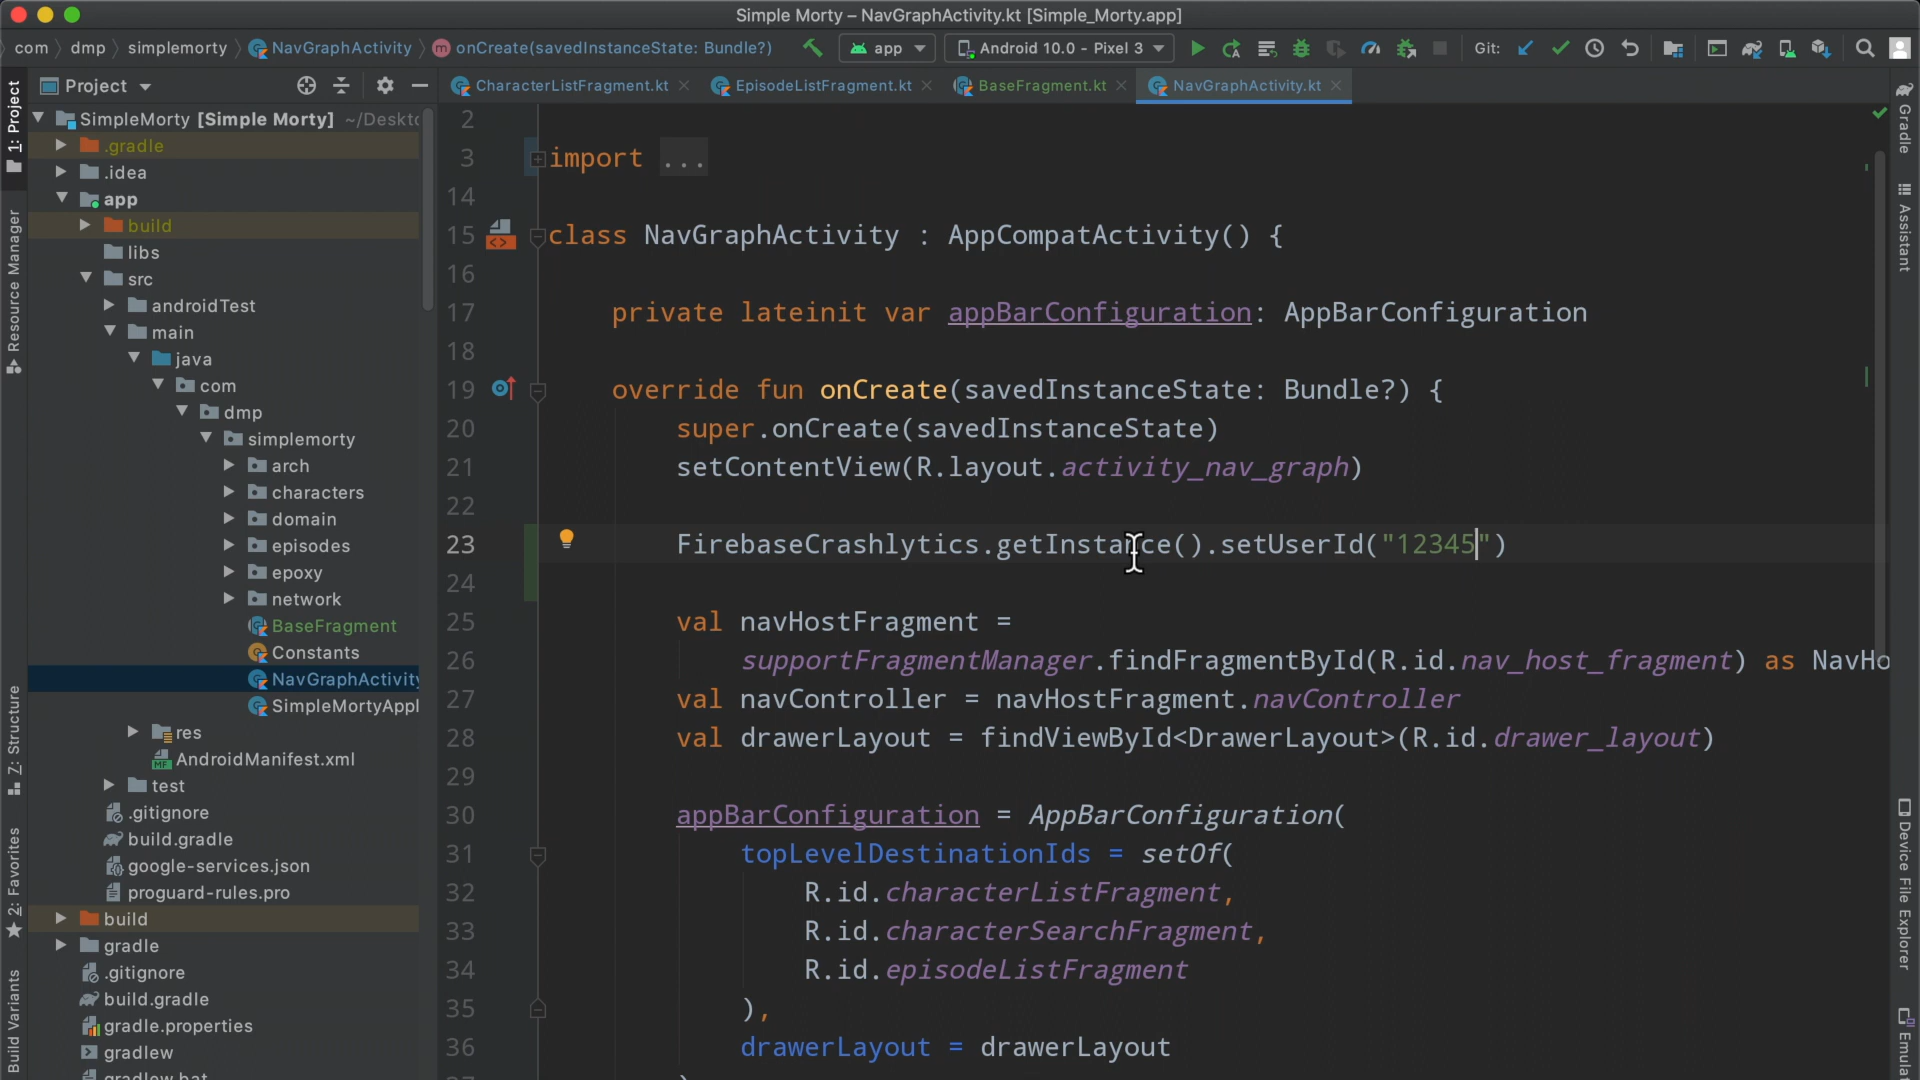 Simple Morty – NavGraphActivity.kt [Simple_Morty.app]
com dmp simplemorty NavGraphActivity onCreate(savedInstanceState: Bundle?) app Android 10.0 - Pixel 3 Git:
Project
CharacterListFragment.kt EpisodeListFragment.kt BaseFragment.kt NavGraphActivity.kt
1: Project
Resource Manager
Z: Structure
2: Favorites
Build Variants
SimpleMorty [Simple Morty]
.gradle
.idea
app
build
libs
src
androidTest
main
java
com
dmp
simplemorty
arch
characters
domain
episodes
epoxy
network
BaseFragment
Constants
NavGraphActivity
SimpleMortyAppl
res
AndroidManifest.xml
test
.gitignore
build.gradle
google-services.json
proguard-rules.pro
build
gradle
.gitignore
build.gradle
gradle.properties
gradlew
gradlew.bat
2
3 import ...
14
15 class NavGraphActivity : AppCompatActivity() {
16
17 private lateinit var appBarConfiguration: AppBarConfiguration
18
19 override fun onCreate(savedInstanceState: Bundle?) {
20 super.onCreate(savedInstanceState)
21 setContentView(R.layout.activity_nav_graph)
22
23 FirebaseCrashlytics.getInstance().setUserId("12345")
24
25 val navHostFragment =
26 supportFragmentManager.findFragmentById(R.id.nav_host_fragment) as NavHo
27 val navController = navHostFragment.navController
28 val drawerLayout = findViewById<DrawerLayout>(R.id.drawer_layout)
29
30 appBarConfiguration = AppBarConfiguration(
31 topLevelDestinationIds = setOf(
32 R.id.characterListFragment,
33 R.id.characterSearchFragment,
34 R.id.episodeListFragment
35 ),
36 drawerLayout = drawerLayout
Gradle
Assistant
Device File Explorer
Emulat